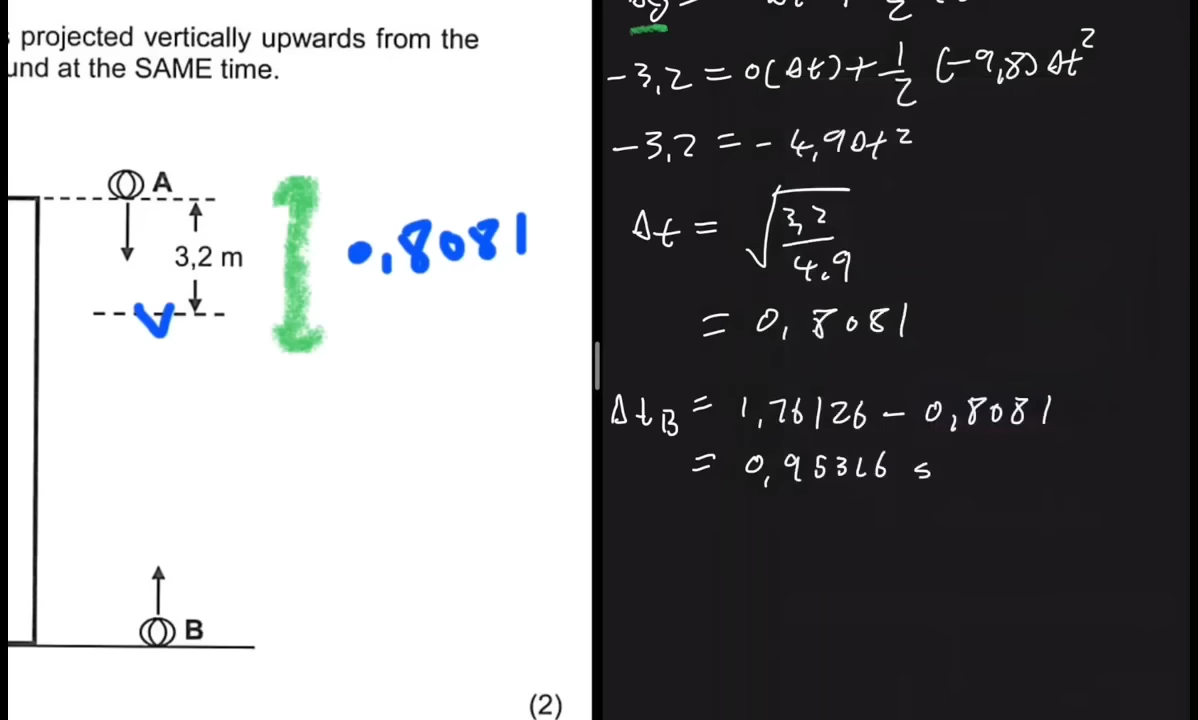 projected vertically upwards from the
und at the SAME time.
A
3,2 m
0,8081
B
(2)
-3,2 = 0(Δt) + 1/2 (-9,8) Δt²
-3,2 = - 4,9Δt²
Δt = √(3,2/4,9)
= 0,8081
ΔtB = 1,76126 - 0,8081
= 0,95316 s